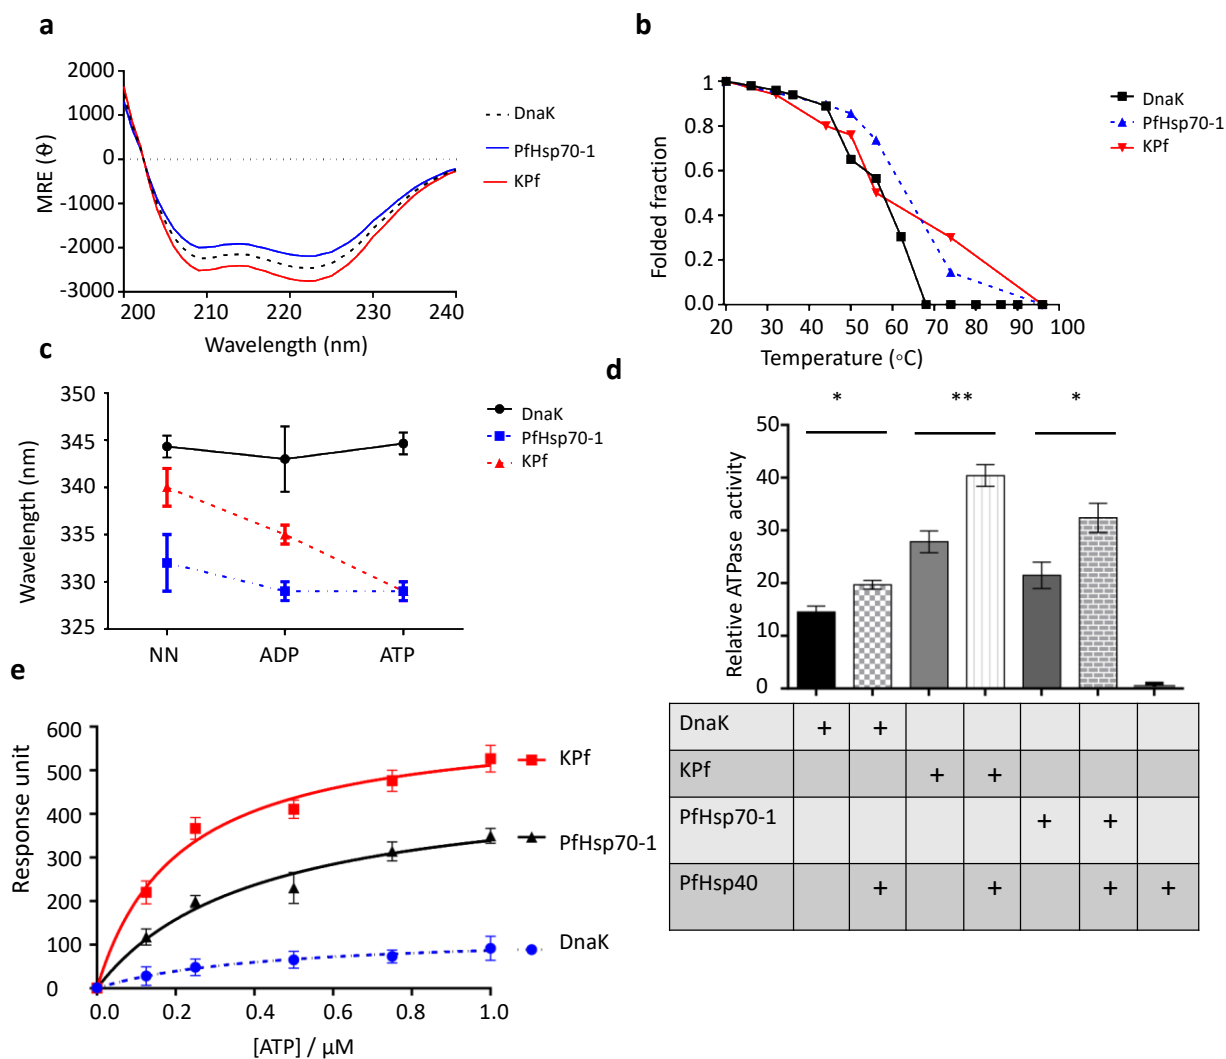 a
2000
1000
0
-1000
-2000
-3000
MRE (θ)
200 210 220 230 240
Wavelength (nm)
DnaK
PfHsp70-1
KPf
b
1
0.8
0.6
0.4
0.2
0.0
Folded fraction
20 30 40 50 60 70 80 90 100
Temperature (°C)
DnaK
PfHsp70-1
KPf
c
350
345
340
335
330
325
Wavelength (nm)
NN ADP ATP
DnaK
PfHsp70-1
KPf
d
* ** *
50
40
30
20
10
0
Relative ATPase activity
DnaK + +
KPf + +
PfHsp70-1 + +
PfHsp40 + + + +
e
600
500
400
300
200
100
0
Response unit
0.0 0.2 0.4 0.6 0.8 1.0
[ATP] / μM
KPf
PfHsp70-1
DnaK